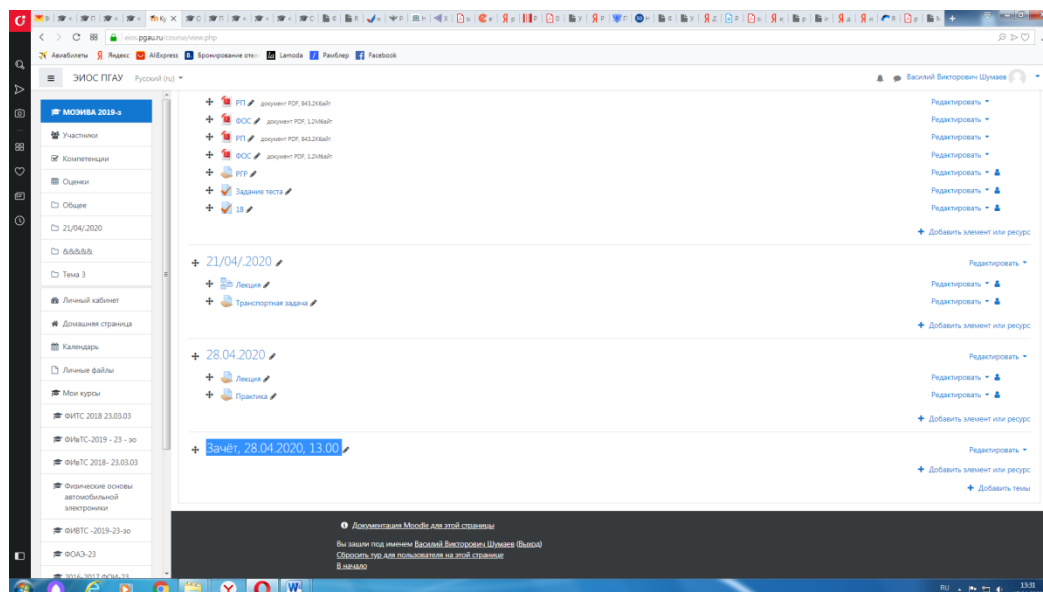 eios.pgau.ru/course/view.php
Авиабилеты Яндекс AliExpress Бронирование отел Lamoda Рамблер Facebook
ЭИОС ПГАУ Русский (ru)
Василий Викторович Шумаев
МОЭИВА 2019-з
Участники
Компетенции
Оценки
Общее
21/04/.2020
&&&&&
Тема 3
Личный кабинет
Домашняя страница
Календарь
Личные файлы
Мои курсы
ФИТС 2018 23.03.03
ФИвТС-2019 - 23 - зо
ФИвТС 2018- 23.03.03
Физические основы
автомобильной
электроники
ФИВТС -2019-23-зо
ФОАЭ-23
2016-2017 ФОИ-23
РП документ PDF, 843.2Кбайт Редактировать
ФОС документ PDF, 1.2Мбайт Редактировать
РП документ PDF, 843.2Кбайт Редактировать
ФОС документ PDF, 1.2Мбайт Редактировать
РГР Редактировать
Задание теста Редактировать
18 Редактировать
Добавить элемент или ресурс
21/04/.2020 Редактировать
Лекция Редактировать
Транспортная задача Редактировать
Добавить элемент или ресурс
28.04.2020 Редактировать
Лекция Редактировать
Практика Редактировать
Добавить элемент или ресурс
Зачёт, 28.04.2020, 13.00 Редактировать
Добавить элемент или ресурс
Добавить темы
Документация Moodle для этой страницы
Вы зашли под именем Василий Викторович Шумаев (Выход)
Сбросить тур для пользователя на этой странице
В начало
RU 13:31